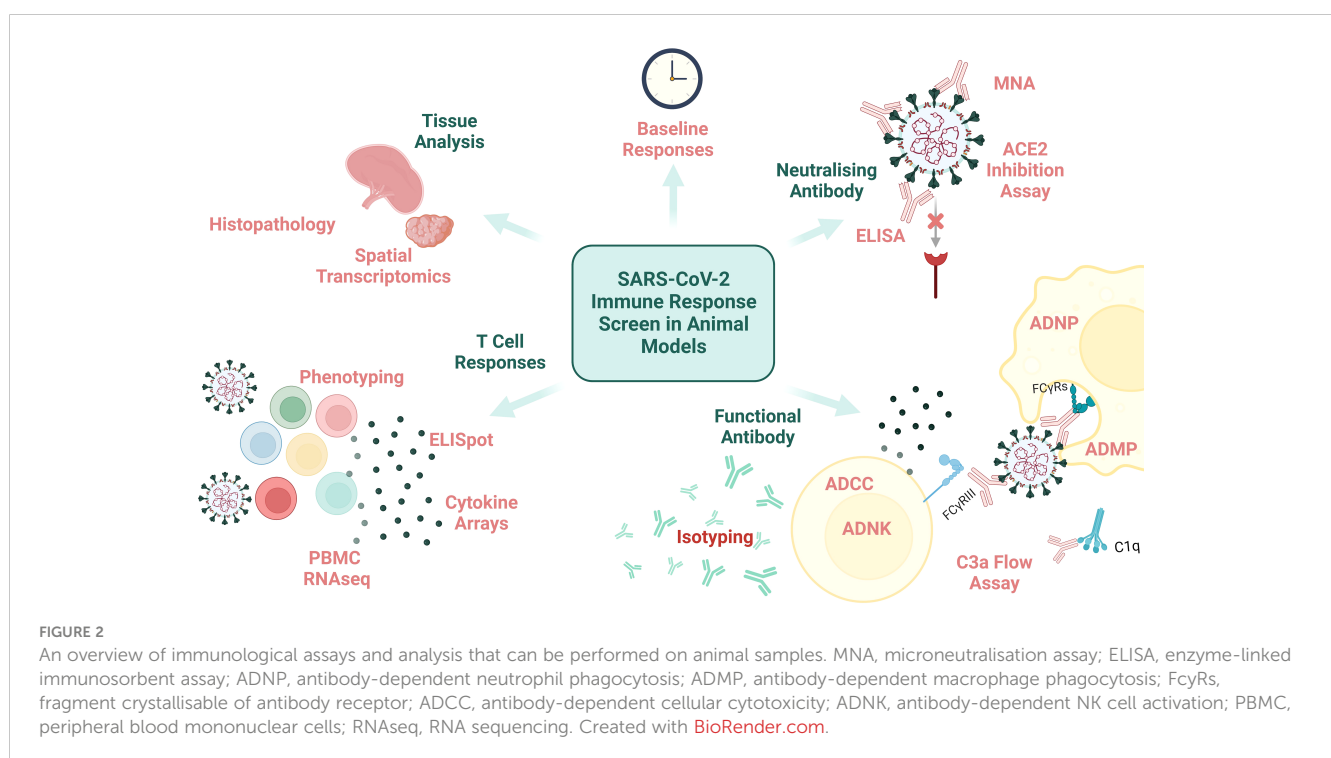 Baseline
Responses
Tissue
Analysis
Histopathology
Spatial
Transcriptomics
MNA
ACE2
Inhibition
Assay
Neutralising
Antibody
ELISA
SARS-CoV-2
Immune Response
Screen in Animal
Models
T Cell
Responses
Phenotyping
ELISpot
Cytokine
Arrays
PBMC
RNAseq
Functional
Antibody
Isotyping
ADCC
ADNK
FCγRIII
ADNP
FCγRs
ADMP
C3a Flow
Assay
C1q
FIGURE 2
An overview of immunological assays and analysis that can be performed on animal samples. MNA, microneutralisation assay; ELISA, enzyme-linked
immunosorbent assay; ADNP, antibody-dependent neutrophil phagocytosis; ADMP, antibody-dependent macrophage phagocytosis; FcγRs,
fragment crystallisable of antibody receptor; ADCC, antibody-dependent cellular cytotoxicity; ADNK, antibody-dependent NK cell activation; PBMC,
peripheral blood mononuclear cells; RNAseq, RNA sequencing. Created with BioRender.com.